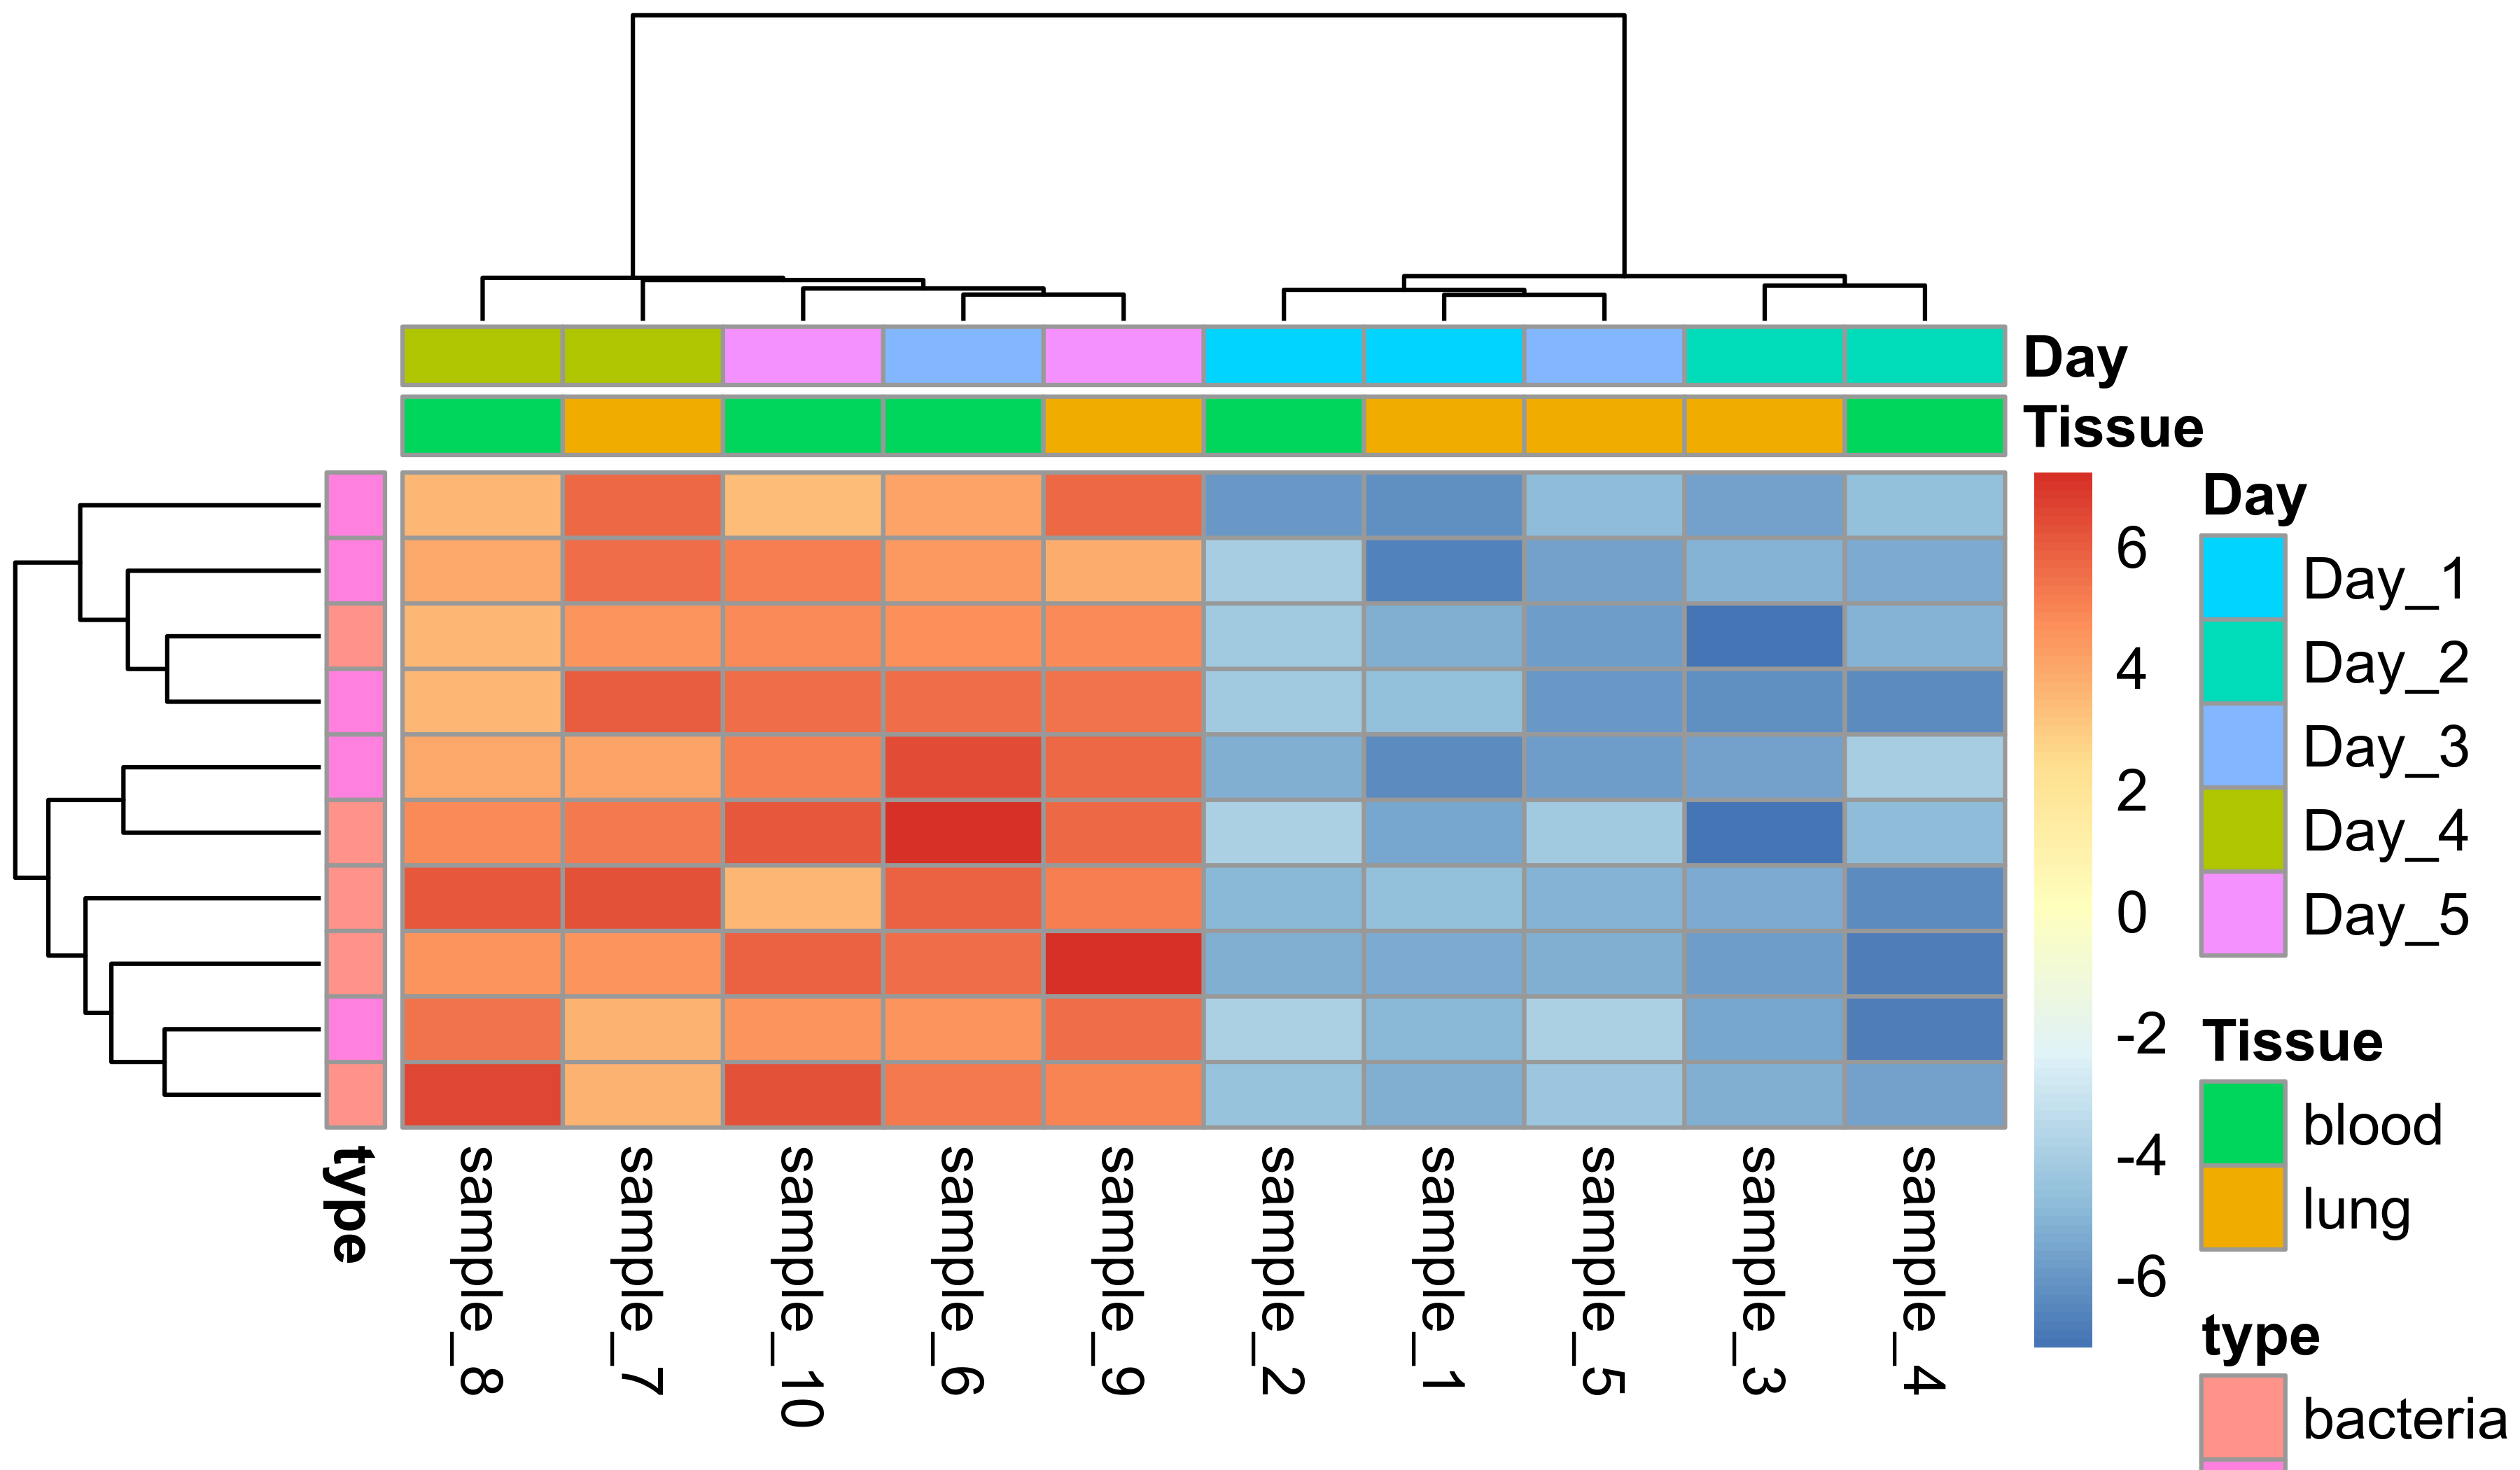 Day
Tissue
Day
Day_1
Day_2
Day_3
Day_4
Day_5
Tissue
blood
lung
type
bacteria
6
4
2
0
-2
-4
-6
type
sample_8
sample_7
sample_10
sample_6
sample_9
sample_2
sample_1
sample_5
sample_3
sample_4